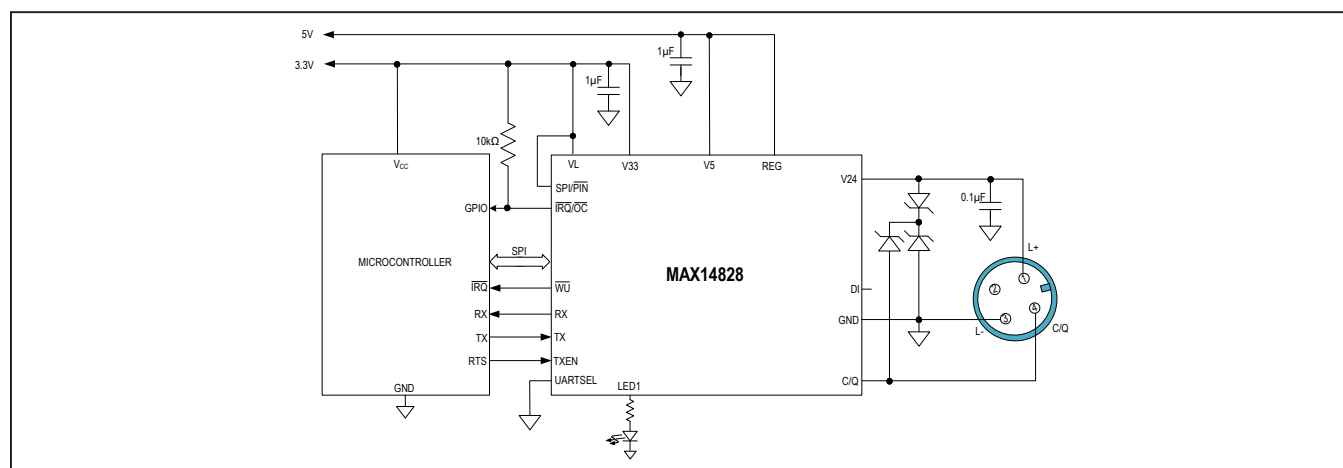 5V
3.3V
1µF
1µF
10kΩ
VCC
GPIO
MICROCONTROLLER
SPI
IRQ
RX
TX
RTS
GND
VL
V33
V5
REG
SPI/PIN
IRQ/OC
WU
RX
TX
TXEN
UARTSEL
LED1
MAX14828
V24
DI
GND
C/Q
0.1µF
L+
1
2
3
4
L-
C/Q